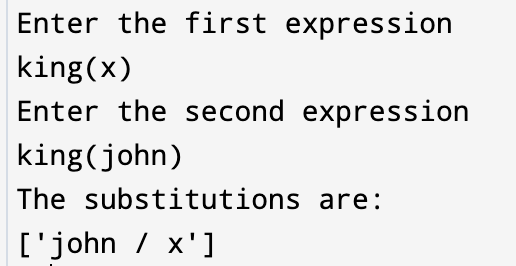 Enter the first expression
king(x)
Enter the second expression
king(john)
The substitutions are:
['john / x']